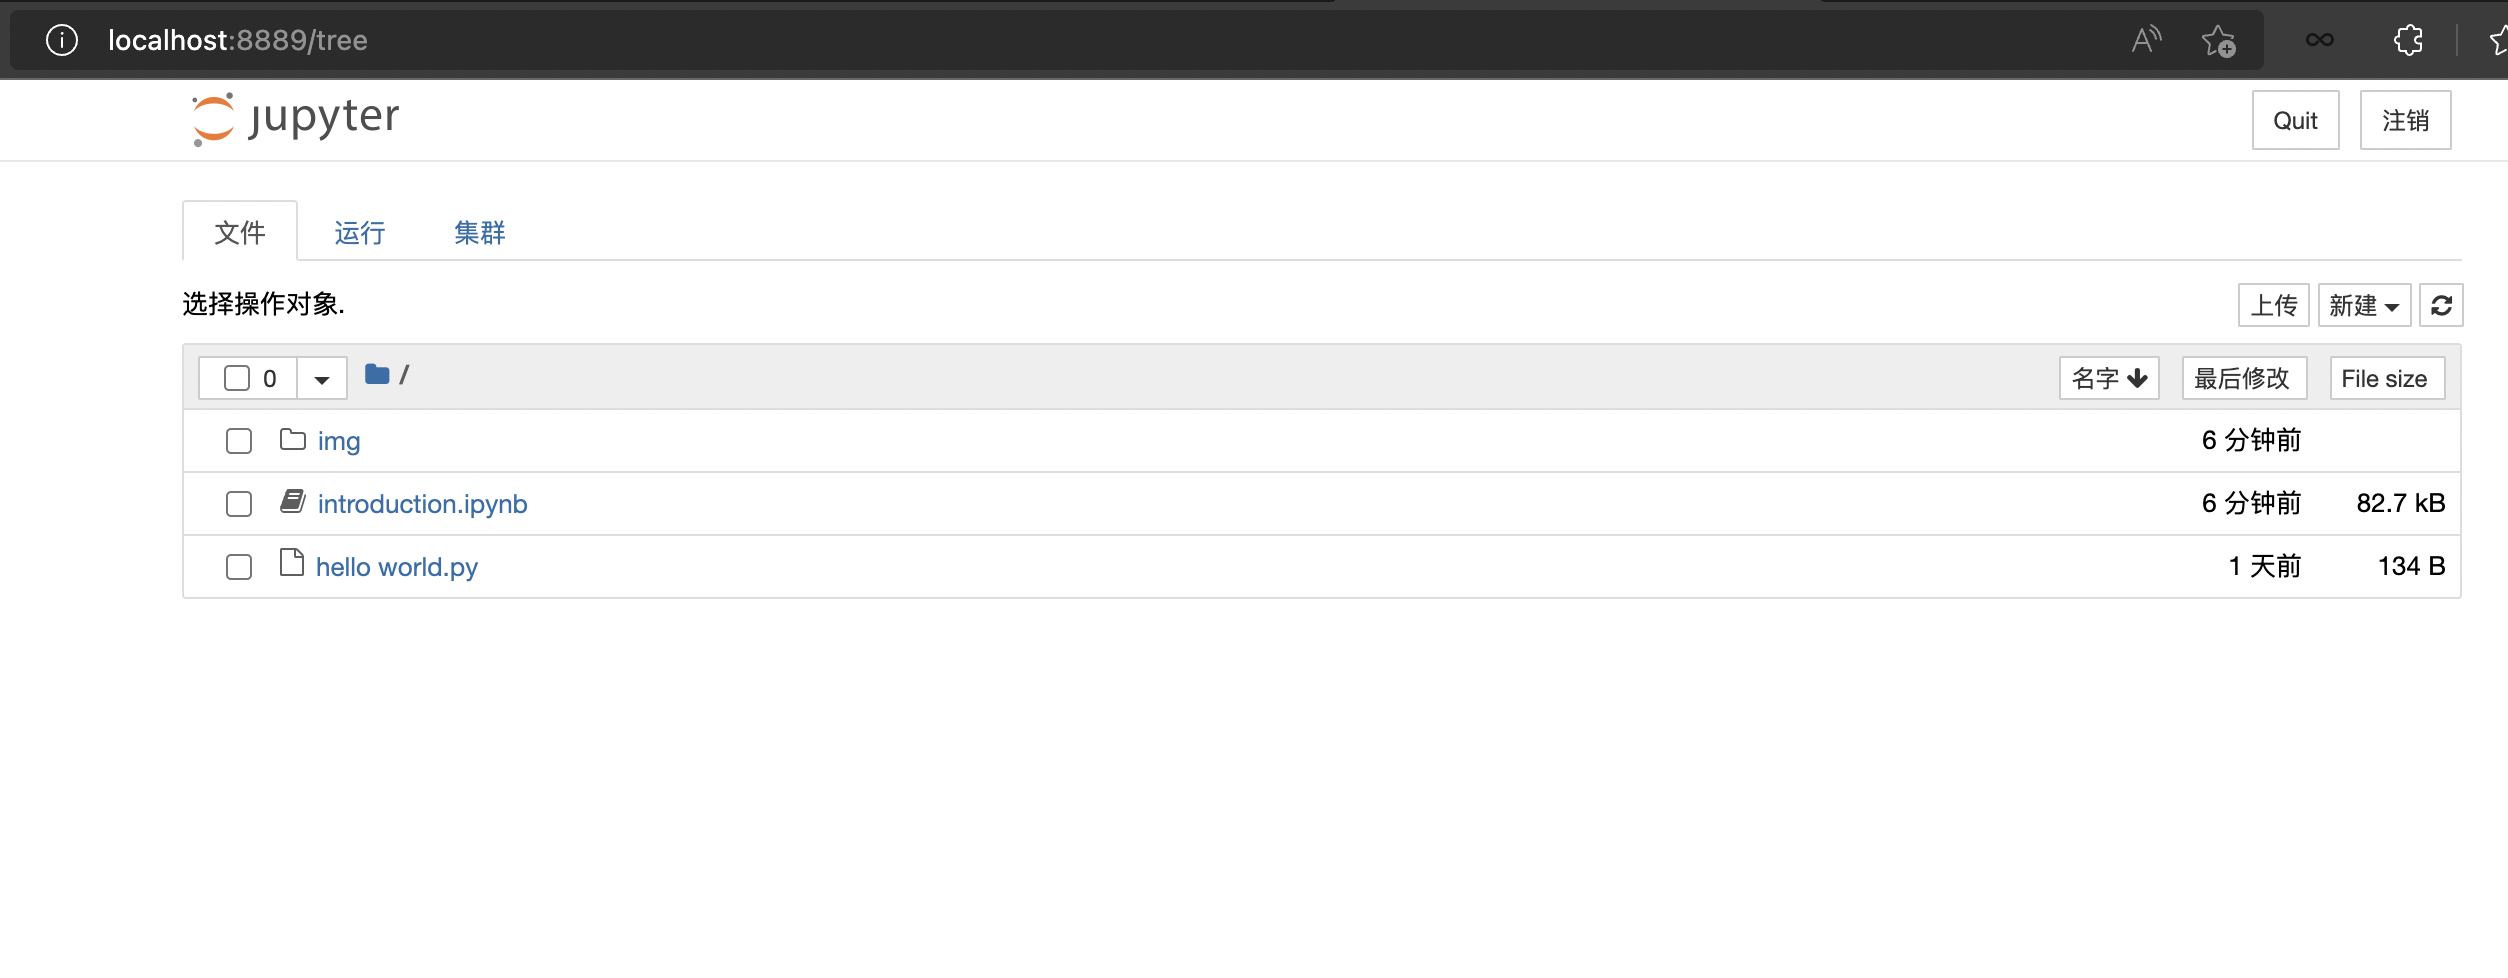 localhost:8889/tree
jupyter
Quit 注销
文件 运行 集群
选择操作对象. 上传 新建
0 / 名字 最后修改 File size
img 6 分钟前
introduction.ipynb 6 分钟前 82.7 kB
hello world.py 1 天前 134 B